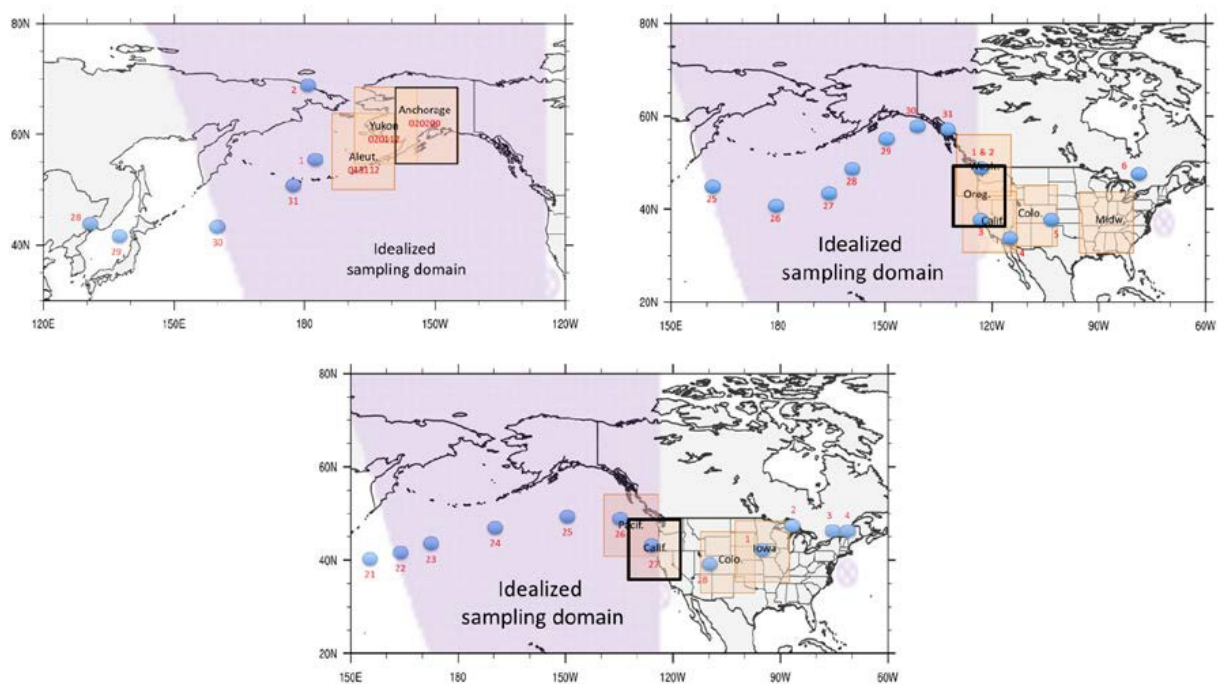 80N
60N
40N
120E
150E
180
150W
120W
2
1
31
30
28
29
Anchorage
020200
Yukon
020112
Aleut.
013112
Idealized
sampling domain
80N
60N
40N
20N
150E
180
150W
120W
90W
60W
25
26
27
28
29
30
31
1 & 2
Oreg.
Calif
3
4
Colo.
5
Midw.
6
Idealized
sampling domain
80N
60N
40N
20N
150E
180
150W
120W
90W
60W
21
22
23
24
25
Pacif.
26
Calif.
27
28
Colo.
1
Iowa
2
3
4
Idealized
sampling domain